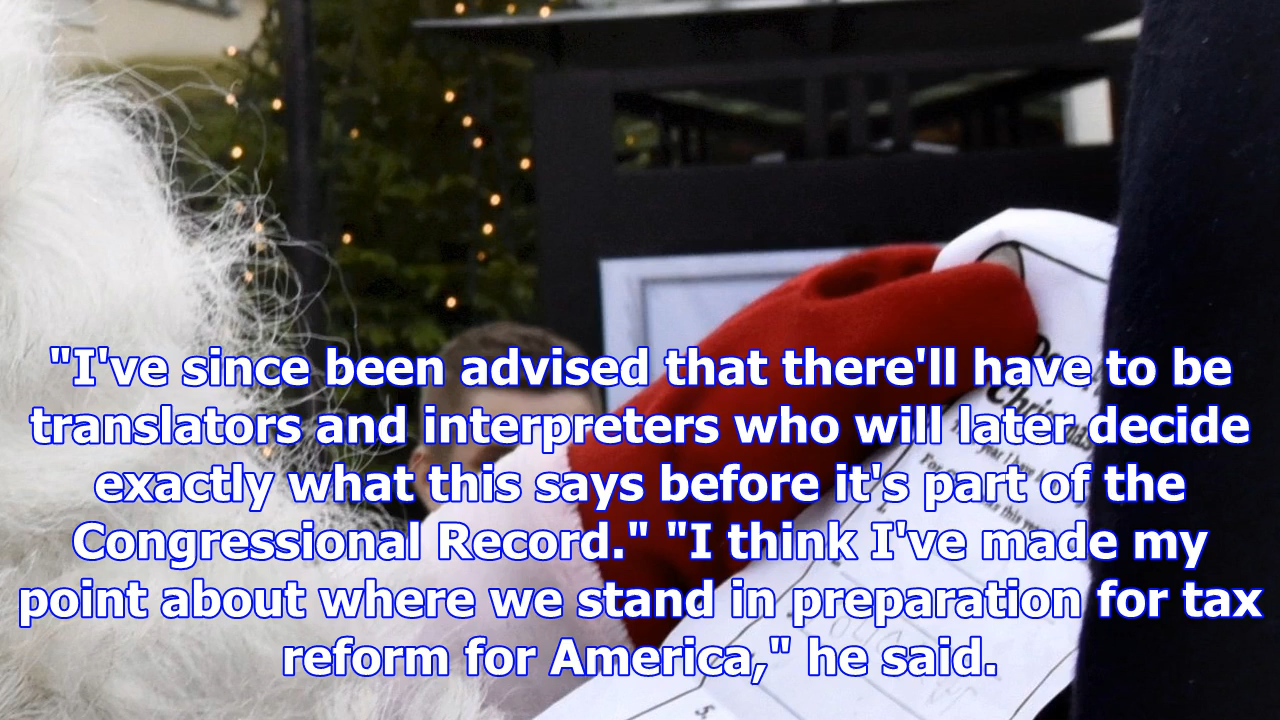 "I've since been advised that there'll have to be
translators and interpreters who will later decide
exactly what this says before it's part of the
Congressional Record." "I think I've made my
point about where we stand in preparation for tax
reform for America," he said.
5.